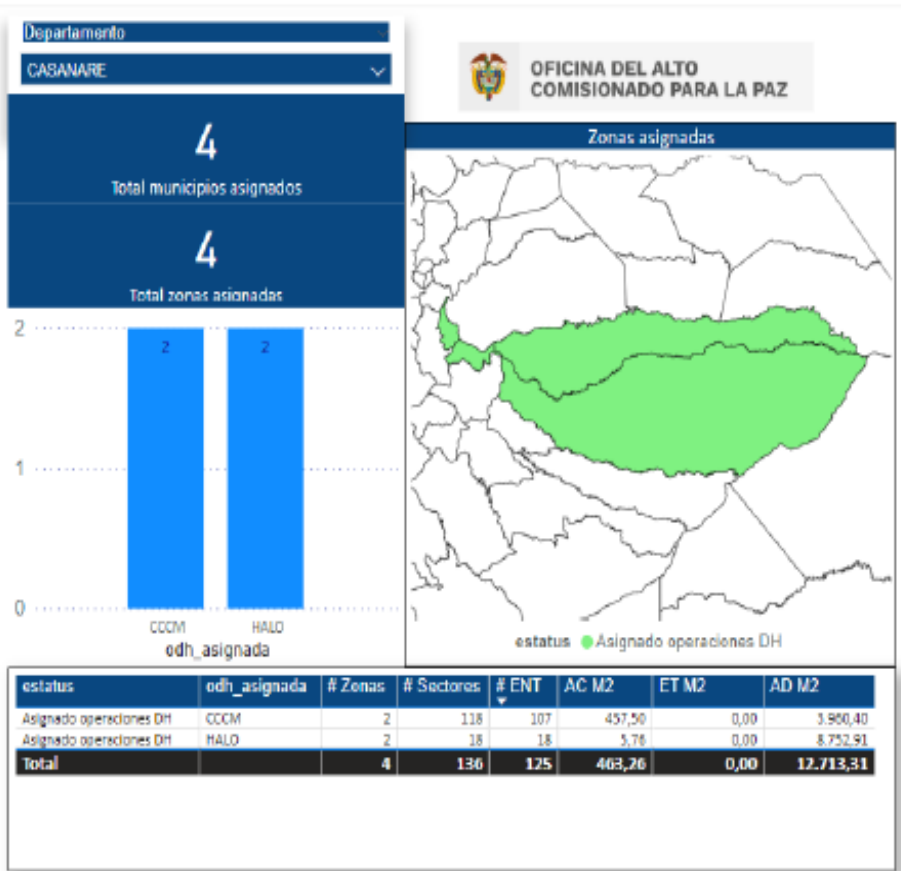 Departamento
CASANARE
OFICINA DEL ALTO
COMISIONADO PARA LA PAZ
4
Total municipios asignados
4
Total zonas asignadas
Zonas asignadas
2
2 2
1
0
CCCM HALO
odh_asignada
estatus Asignado operaciones DH
estatus odh_asignada # Zonas # Sectores # ENT AC M2 ET M2 AD M2
Asignado operaciones DH CCCM 2 118 107 457,50 0,00 3.960,40
Asignado operaciones DH HALO 2 18 18 5,76 0,00 8.752,91
Total 4 136 125 463,26 0,00 12.713,31